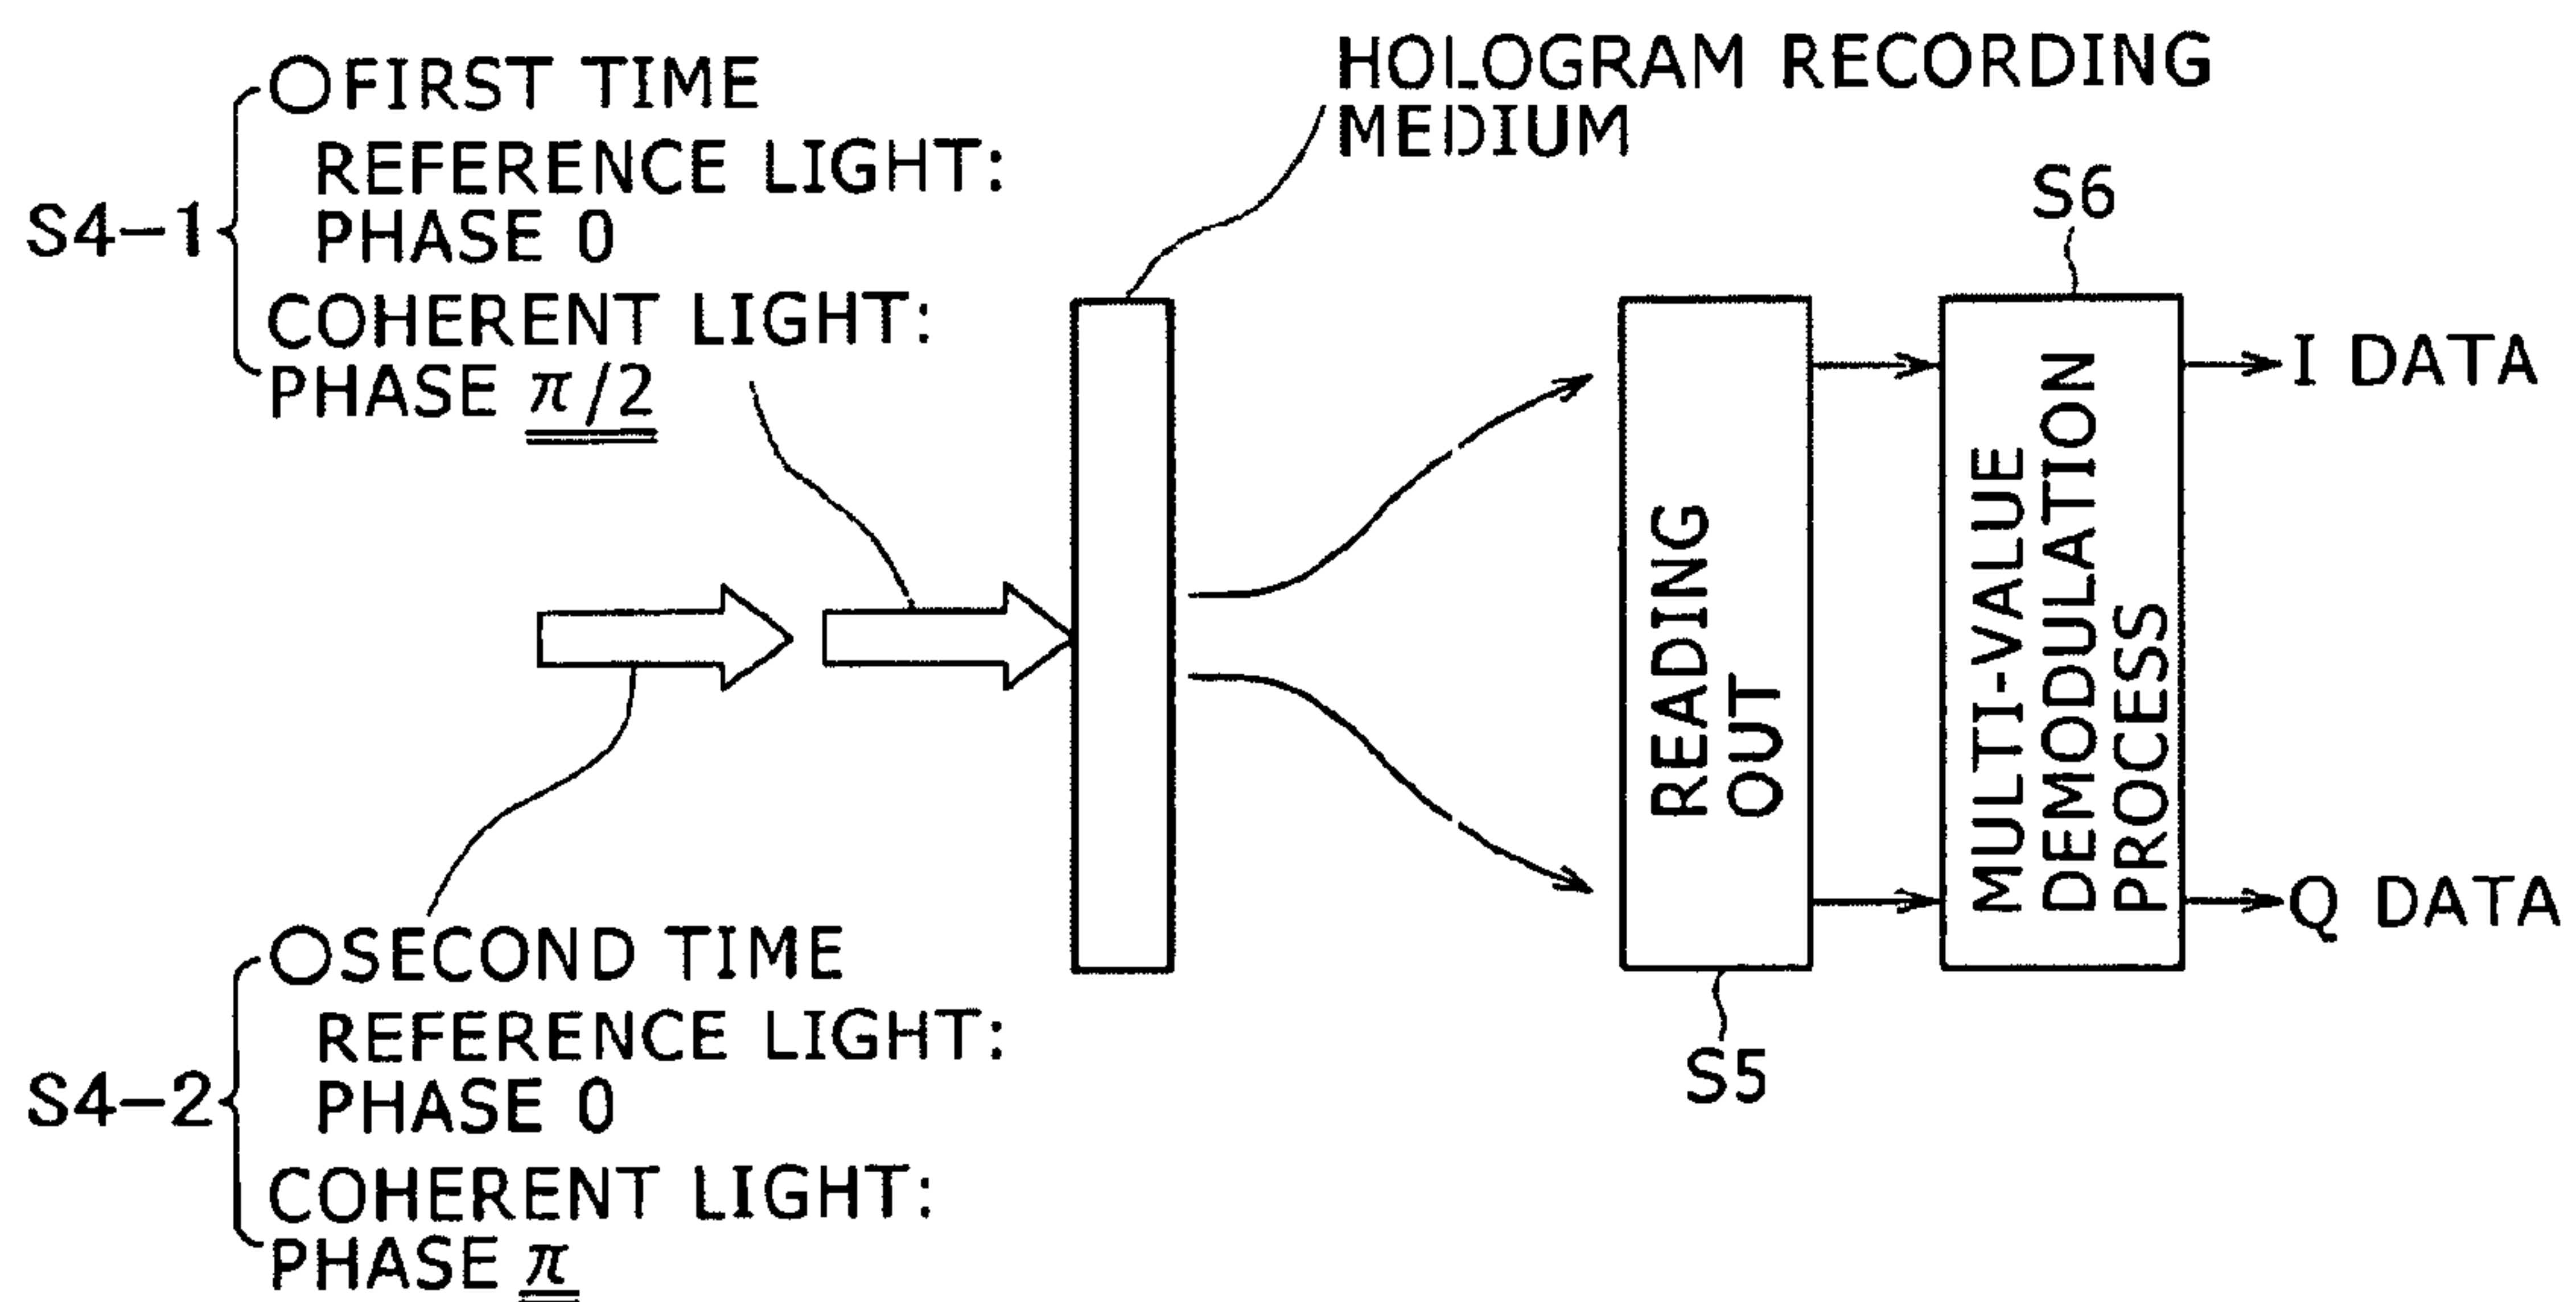 ○FIRST TIME
REFERENCE LIGHT:
PHASE 0
S4-1
COHERENT LIGHT:
PHASE π/2
HOLOGRAM RECORDING
MEDIUM
S6
I DATA
READING
OUT
MULTI-VALUE
DEMODULATION
PROCESS
Q DATA
S5
○SECOND TIME
REFERENCE LIGHT:
PHASE 0
S4-2
COHERENT LIGHT:
PHASE π